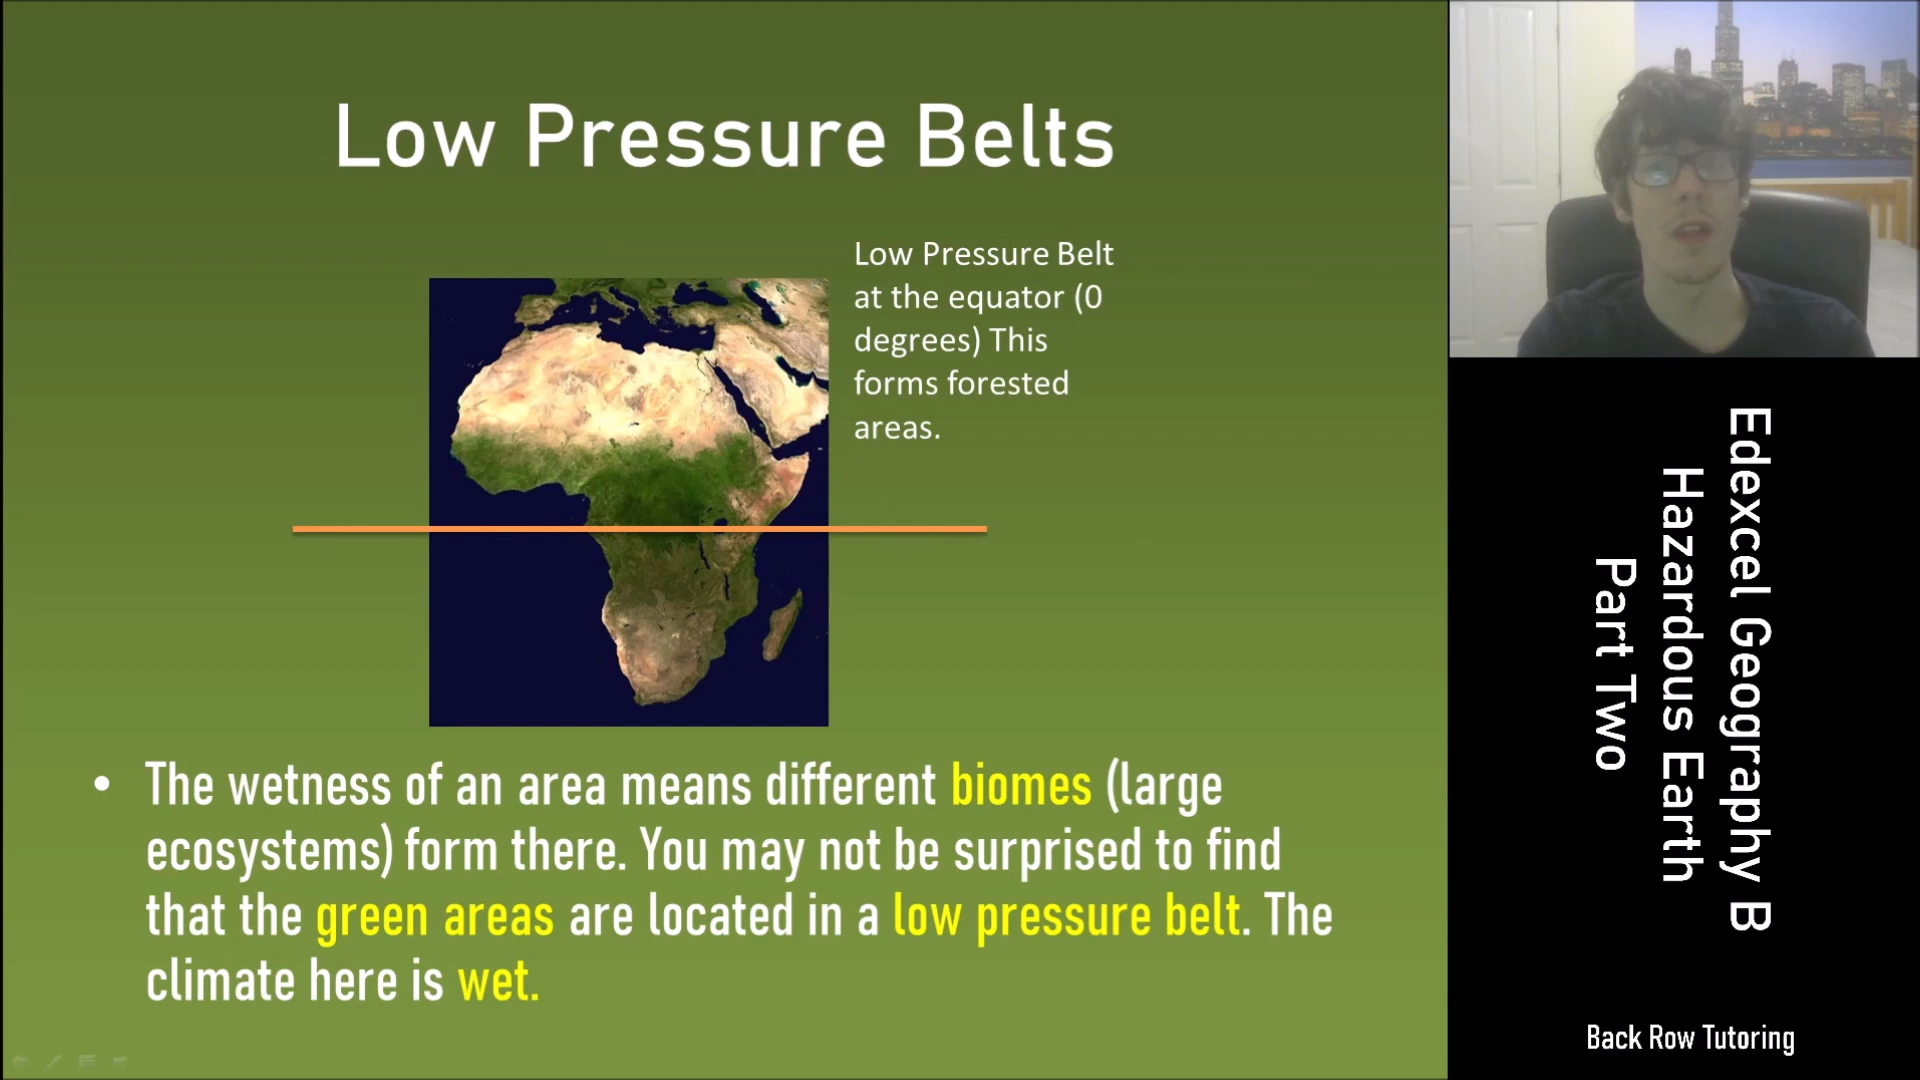 Low Pressure Belts
Low Pressure Belt
at the equator (0
degrees) This
forms forested
areas.
• The wetness of an area means different biomes (large
ecosystems) form there. You may not be surprised to find
that the green areas are located in a low pressure belt. The
climate here is wet.
Edexcel Geography B
Hazardous Earth
Part Two
Back Row Tutoring